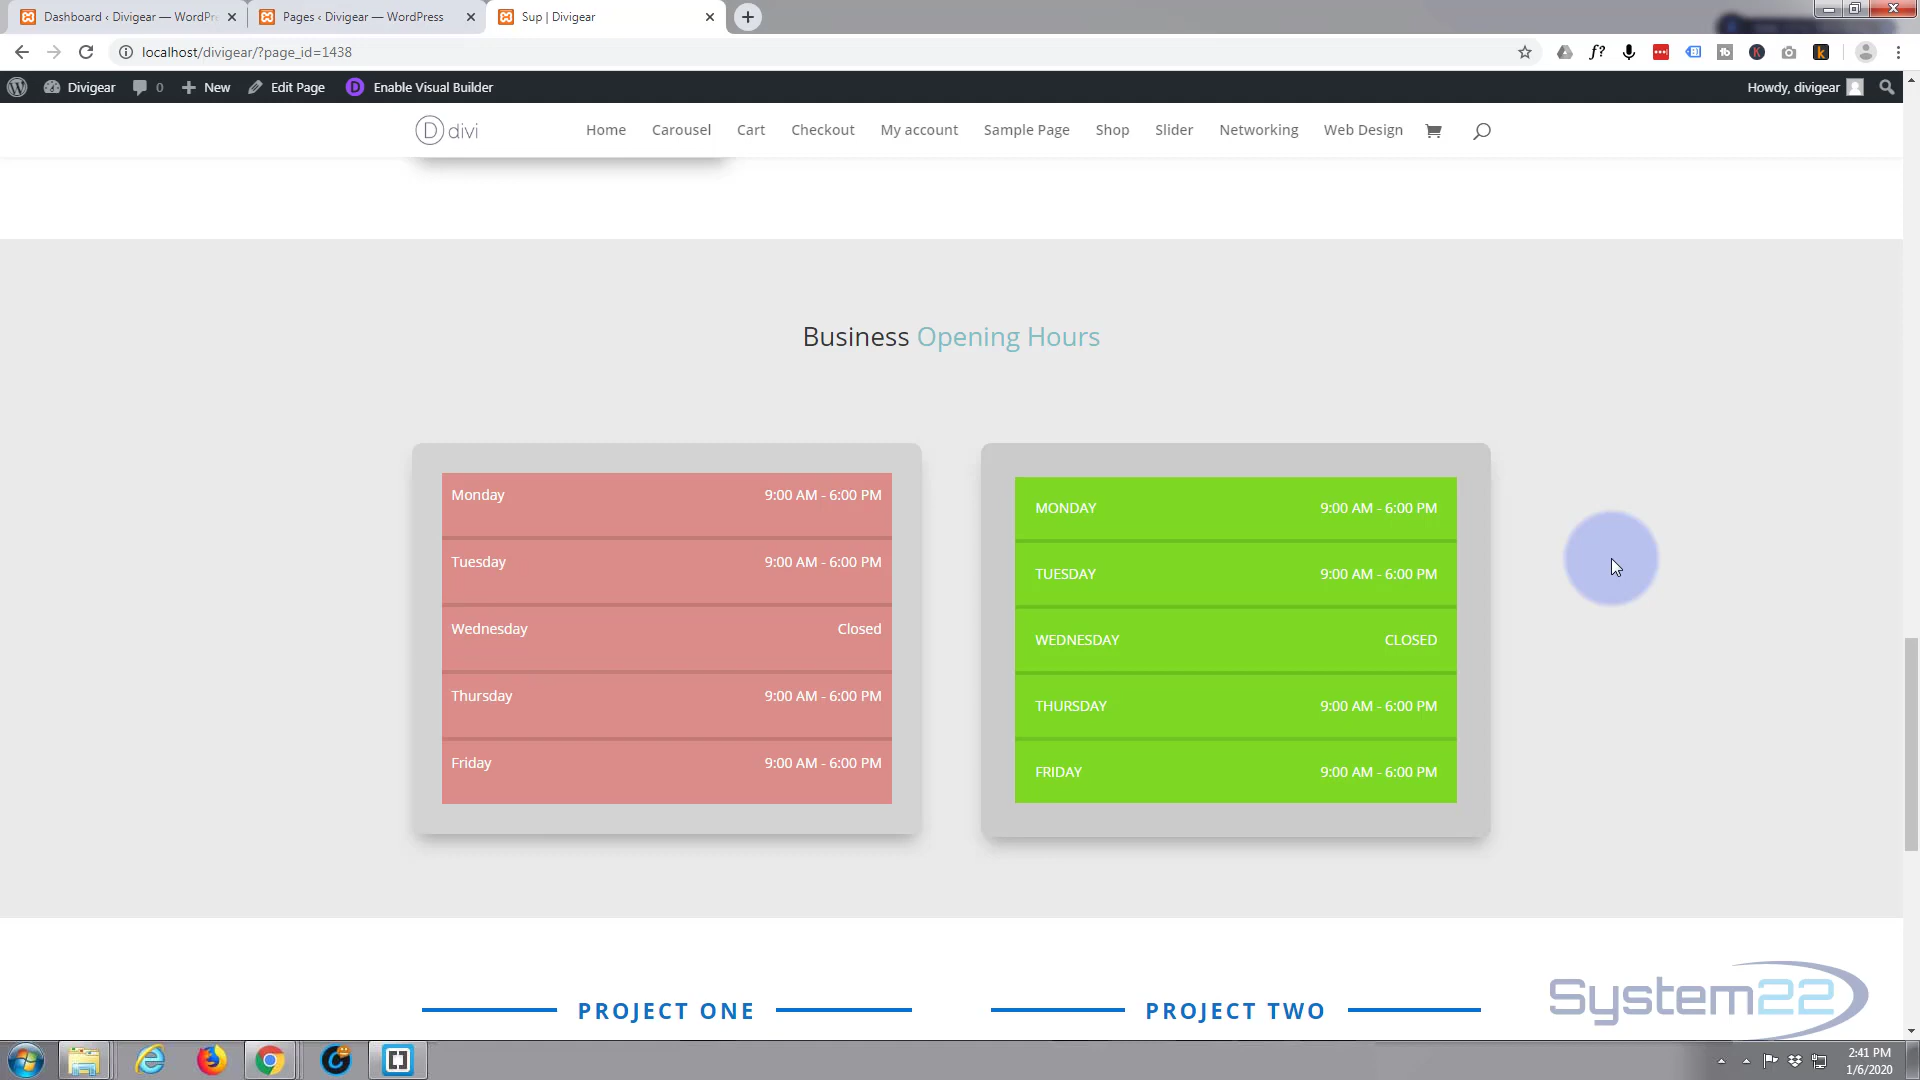 Dashboard ‹ Divigear — WordPre
Pages ‹ Divigear — WordPress
Sup | Divigear
localhost/divigear/?page_id=1438
Divigear 0 New Edit Page Enable Visual Builder Howdy, divigear
D divi Home Carousel Cart Checkout My account Sample Page Shop Slider Networking Web Design
Business Opening Hours
Monday 9:00 AM - 6:00 PM
Tuesday 9:00 AM - 6:00 PM
Wednesday Closed
Thursday 9:00 AM - 6:00 PM
Friday 9:00 AM - 6:00 PM
MONDAY 9:00 AM - 6:00 PM
TUESDAY 9:00 AM - 6:00 PM
WEDNESDAY CLOSED
THURSDAY 9:00 AM - 6:00 PM
FRIDAY 9:00 AM - 6:00 PM
PROJECT ONE
PROJECT TWO
System22
2:41 PM
1/6/2020